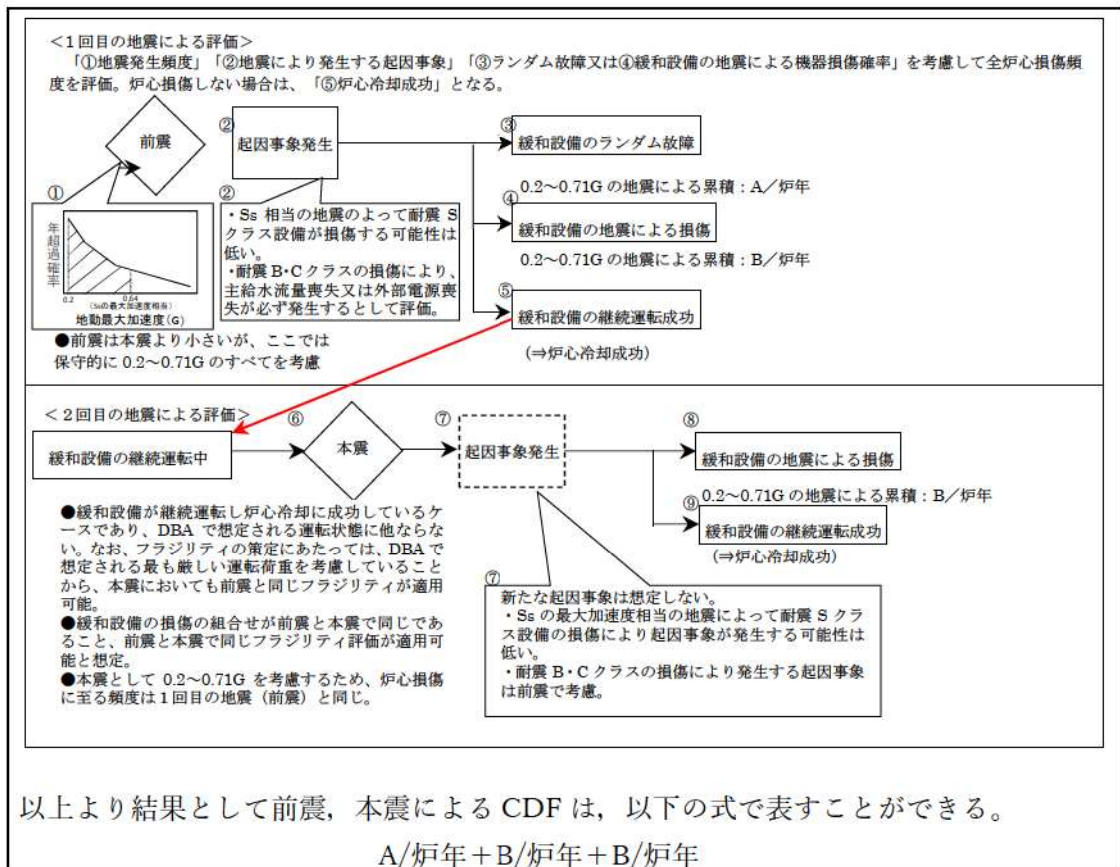 <1回目の地震による評価>
「①地震発生頻度」「②地震により発生する起因事象」「③ランダム故障又は④緩和設備の地震による機器損傷確率」を考慮して全炉心損傷頻
度を評価。炉心損傷しない場合は、「⑤炉心冷却成功」となる。
前震
②
起因事象発生
③
緩和設備のランダム故障
0.2~0.71G の地震による累積：A／炉年
④
緩和設備の地震による損傷
0.2~0.71G の地震による累積：B／炉年
⑤
緩和設備の継続運転成功
(⇒炉心冷却成功)
①
年超過確率
0.2
0.64
(Ssの最大加速度相当)
地動最大加速度(G)
②
・Ss 相当の地震のよって耐震 S
クラス設備が損傷する可能性は
低い。
・耐震 B・C クラスの損傷により、
主給水流量喪失又は外部電源喪
失が必ず発生するとして評価。
●前震は本震より小さいが、ここでは
保守的に 0.2~0.71G のすべてを考慮
<２回目の地震による評価>
緩和設備の継続運転中
⑥
本震
⑦
起因事象発生
⑧
緩和設備の地震による損傷
0.2~0.71G の地震による累積：B／炉年
⑨
緩和設備の継続運転成功
(⇒炉心冷却成功)
●緩和設備が継続運転し炉心冷却に成功しているケ
ースであり、DBA で想定される運転状態に他なら
ない。なお、フラジリティの策定にあたっては、DBA で
想定される最も厳しい運転荷重を考慮していること
から、本震においても前震と同じフラジリティが適用
可能。
●緩和設備の損傷の組合せが前震と本震で同じであ
ること、前震と本震で同じフラジリティ評価が適用可
能と想定。
●本震として 0.2~0.71G を考慮するため、炉心損傷
に至る頻度は１回目の地震（前震）と同じ。
⑦
新たな起因事象は想定しない。
・Ss の最大加速度相当の地震によって耐震 S ク
ラス設備の損傷により起因事象が発生する可能性は
低い。
・耐震 B・C クラスの損傷により発生する起因事象
は前震で考慮。
以上より結果として前震，本震による CDF は，以下の式で表すことができる。
A/炉年＋B/炉年＋B/炉年